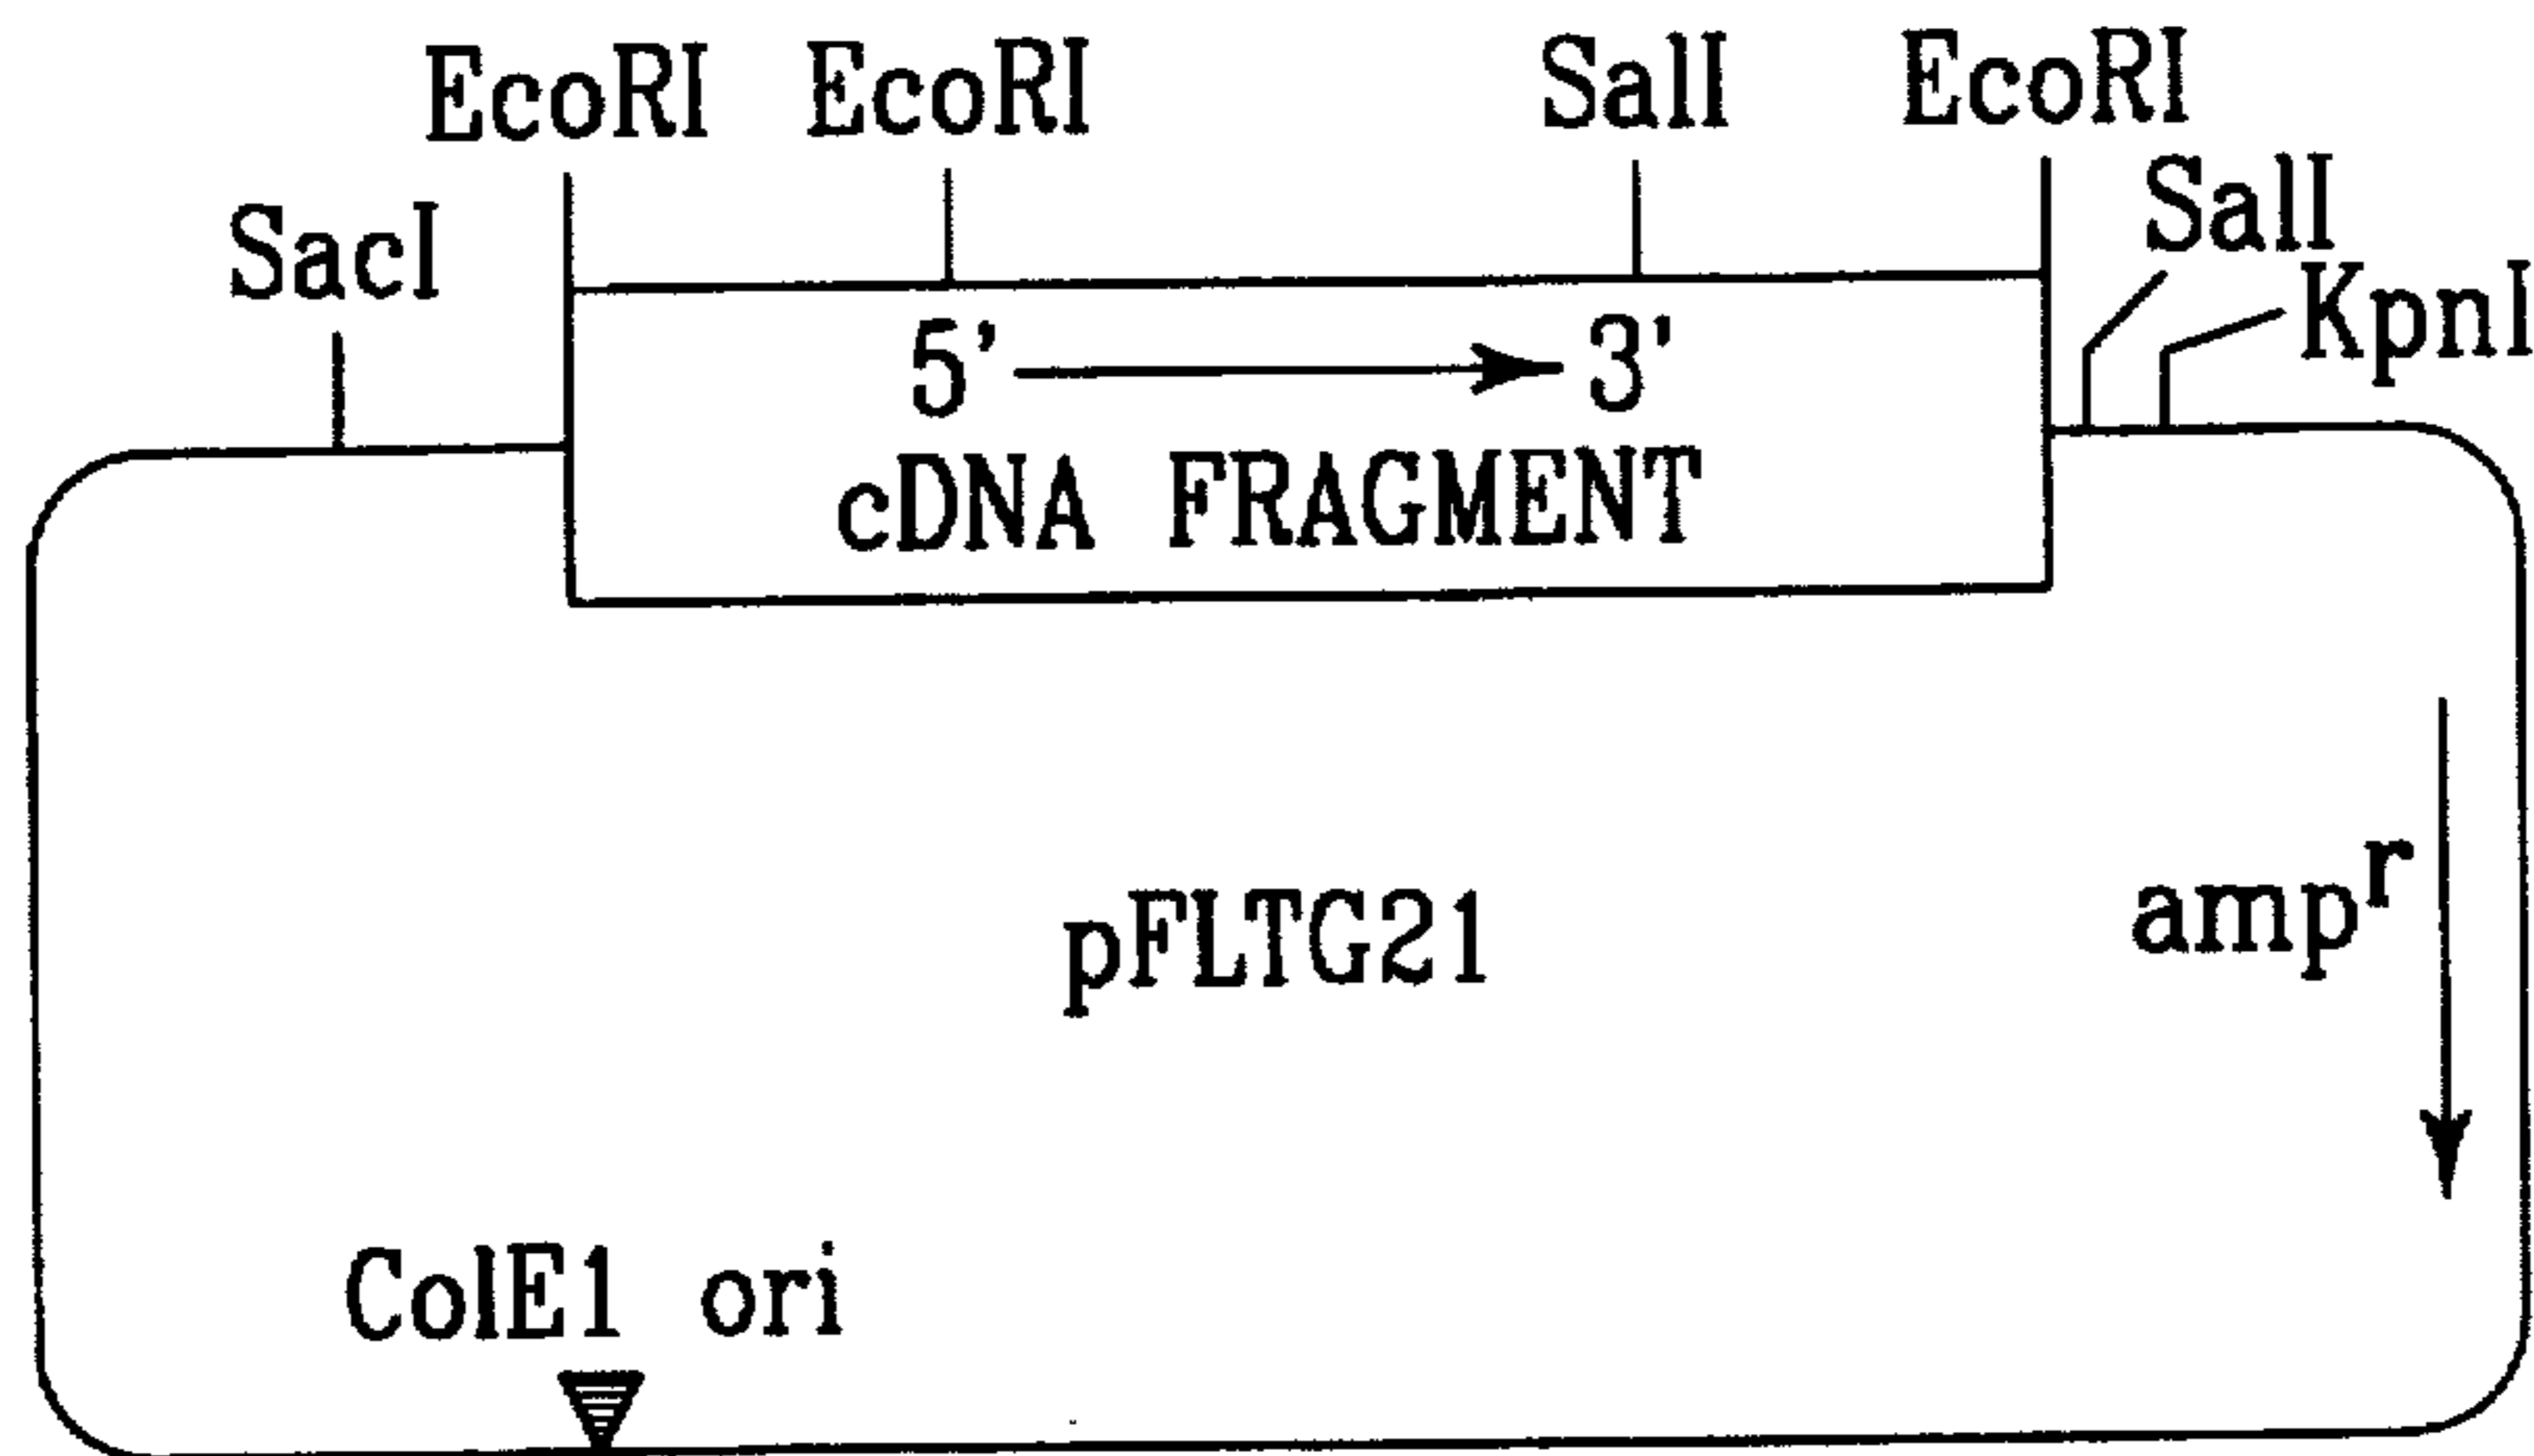 EcoRI EcoRI SalI EcoRI
SacI SalI
KpnI
5' 3'
cDNA FRAGMENT
pFLTG21
amp^r
ColE1 ori